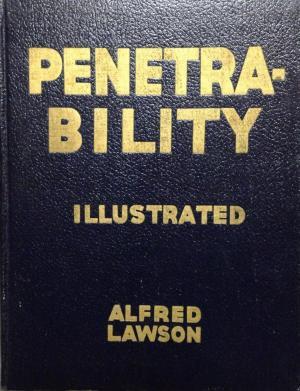 PENETRA-
BILITY
ILLUSTRATED
ALFRED
LAWSON